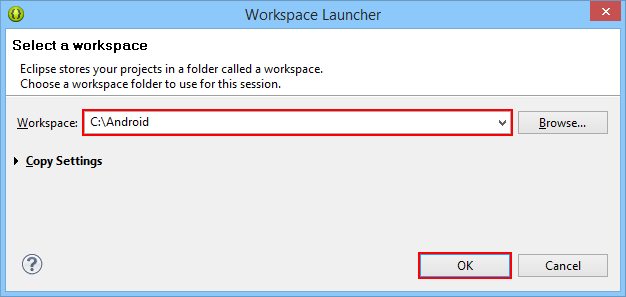 Workspace Launcher
Select a workspace
Eclipse stores your projects in a folder called a workspace.
Choose a workspace folder to use for this session.
Workspace: C:\Android Browse...
Copy Settings
OK Cancel